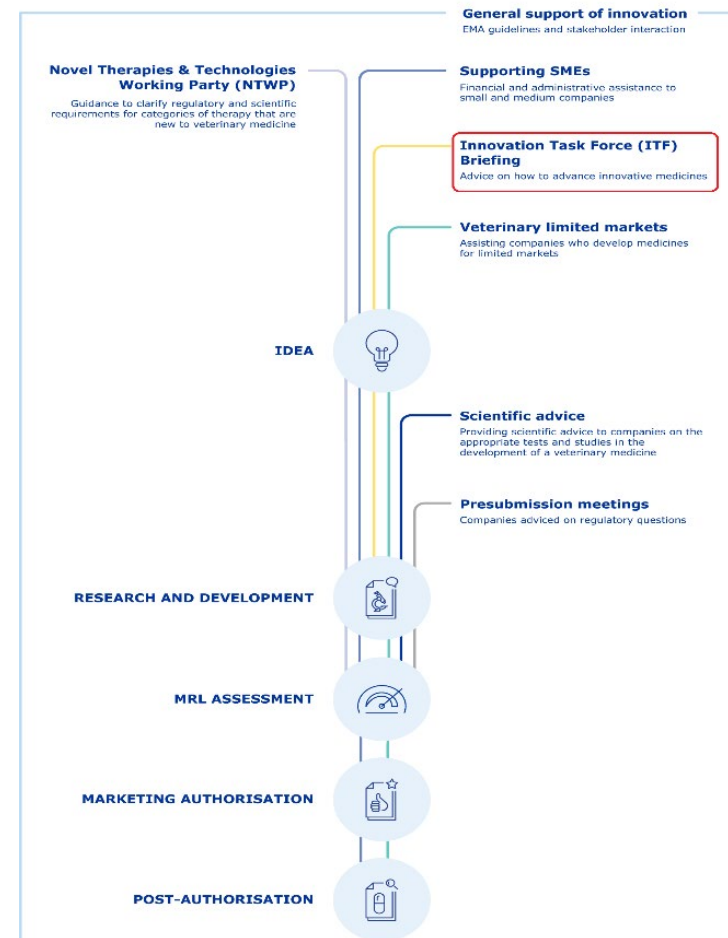 General support of innovation
EMA guidelines and stakeholder interaction
Novel Therapies & Technologies
Working Party (NTWP)
Guidance to clarify regulatory and scientific
requirements for categories of therapy that are
new to veterinary medicine
Supporting SMEs
Financial and administrative assistance to
small and medium companies
Innovation Task Force (ITF)
Briefing
Advice on how to advance innovative medicines
Veterinary limited markets
Assisting companies who develop medicines
for limited markets
IDEA
Scientific advice
Providing scientific advice to companies on the
appropriate tests and studies in the
development of a veterinary medicine
Presubmission meetings
Companies adviced on regulatory questions
RESEARCH AND DEVELOPMENT
MRL ASSESSMENT
MARKETING AUTHORISATION
POST-AUTHORISATION